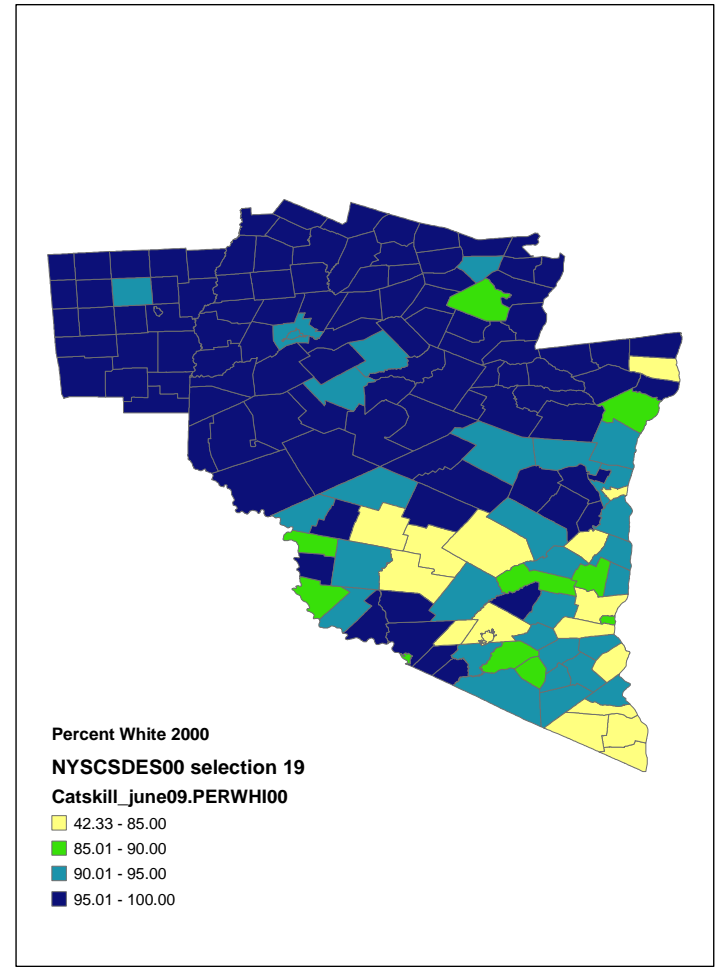 Percent White 2000
NYSCSDES00 selection 19
Catskill_june09.PERWHI00
42.33 - 85.00
85.01 - 90.00
90.01 - 95.00
95.01 - 100.00